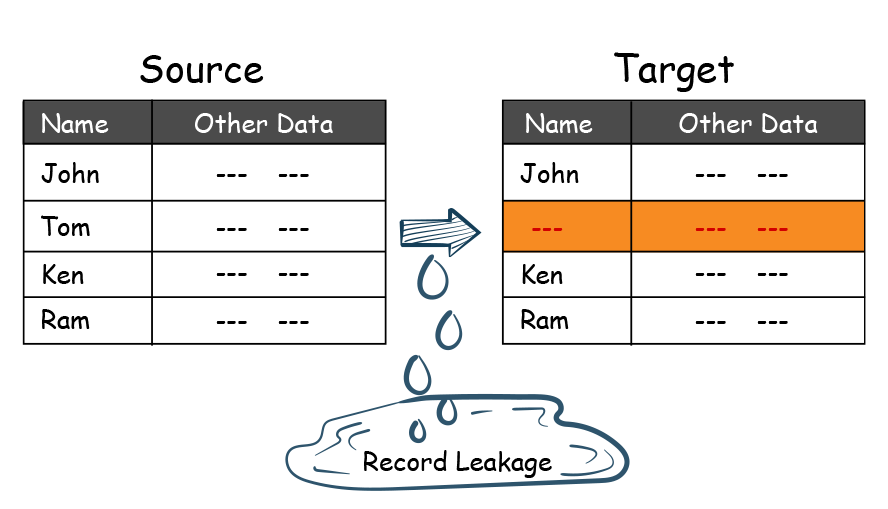 Source
Name Other Data
John --- ---
Tom --- ---
Ken --- ---
Ram --- ---
Target
Name Other Data
John --- ---
--- --- ---
Ken --- ---
Ram --- ---
Record Leakage